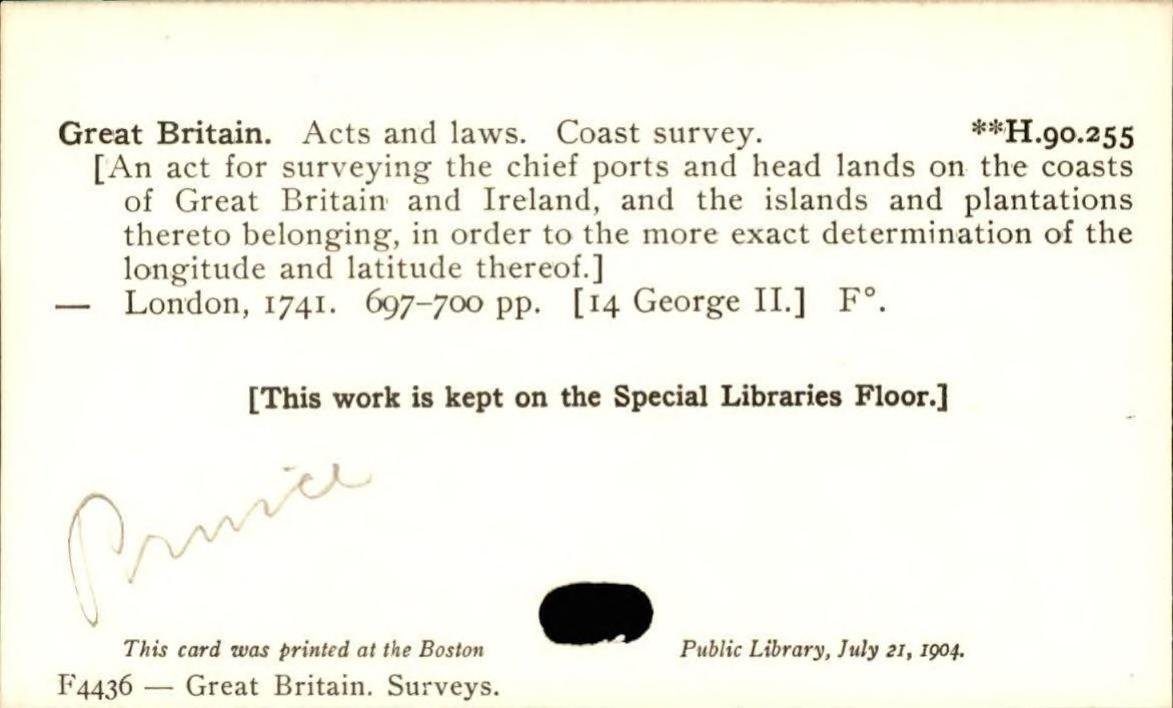 Great Britain. Acts and laws. Coast survey. **H.90.255
[An act for surveying the chief ports and head lands on the coasts
of Great Britain and Ireland, and the islands and plantations
thereto belonging, in order to the more exact determination of the
longitude and latitude thereof.]
— London, 1741. 697–700 pp. [14 George II.] F°.
[This work is kept on the Special Libraries Floor.]
This card was printed at the Boston Public Library, July 21, 1904.
F4436 — Great Britain. Surveys.